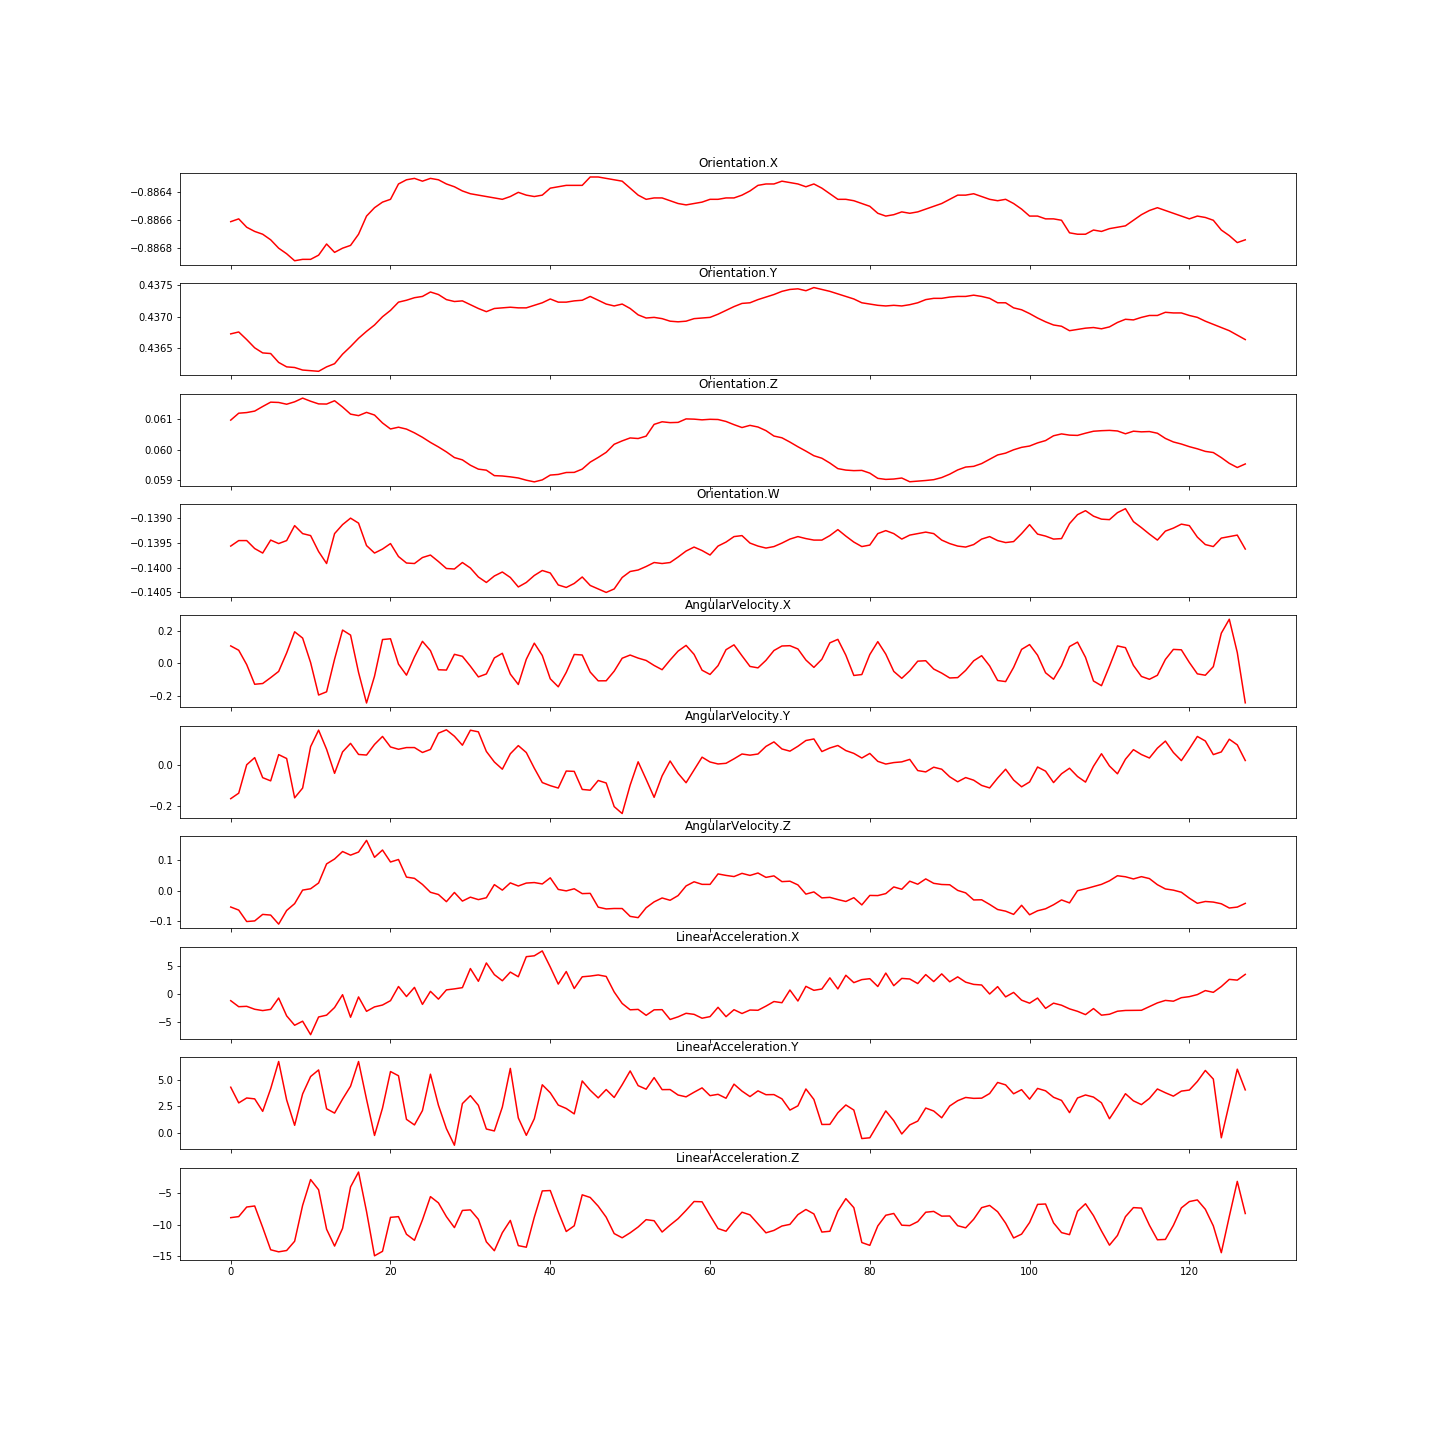 Orientation.X
−0.8864
−0.8866
−0.8868
Orientation.Y
0.4375
0.4370
0.4365
Orientation.Z
0.061
0.060
0.059
Orientation.W
−0.1390
−0.1395
−0.1400
−0.1405
AngularVelocity.X
0.2
0.0
−0.2
AngularVelocity.Y
0.0
−0.2
AngularVelocity.Z
0.1
0.0
−0.1
LinearAcceleration.X
5
0
−5
LinearAcceleration.Y
5.0
2.5
0.0
LinearAcceleration.Z
−5
−10
−15
0 20 40 60 80 100 120